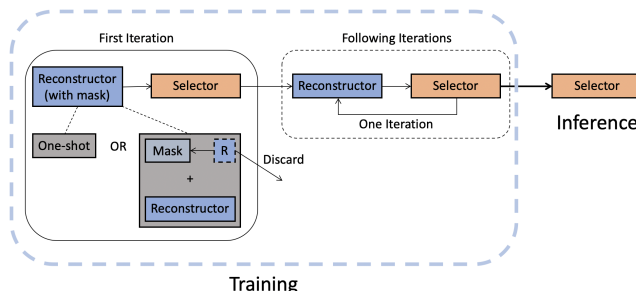 First Iteration
Following Iterations
Reconstructor
(with mask)
Selector
Reconstructor
Selector
Selector
One Iteration
Inference
One-shot
OR
Mask
R
Discard
+
Reconstructor
Training